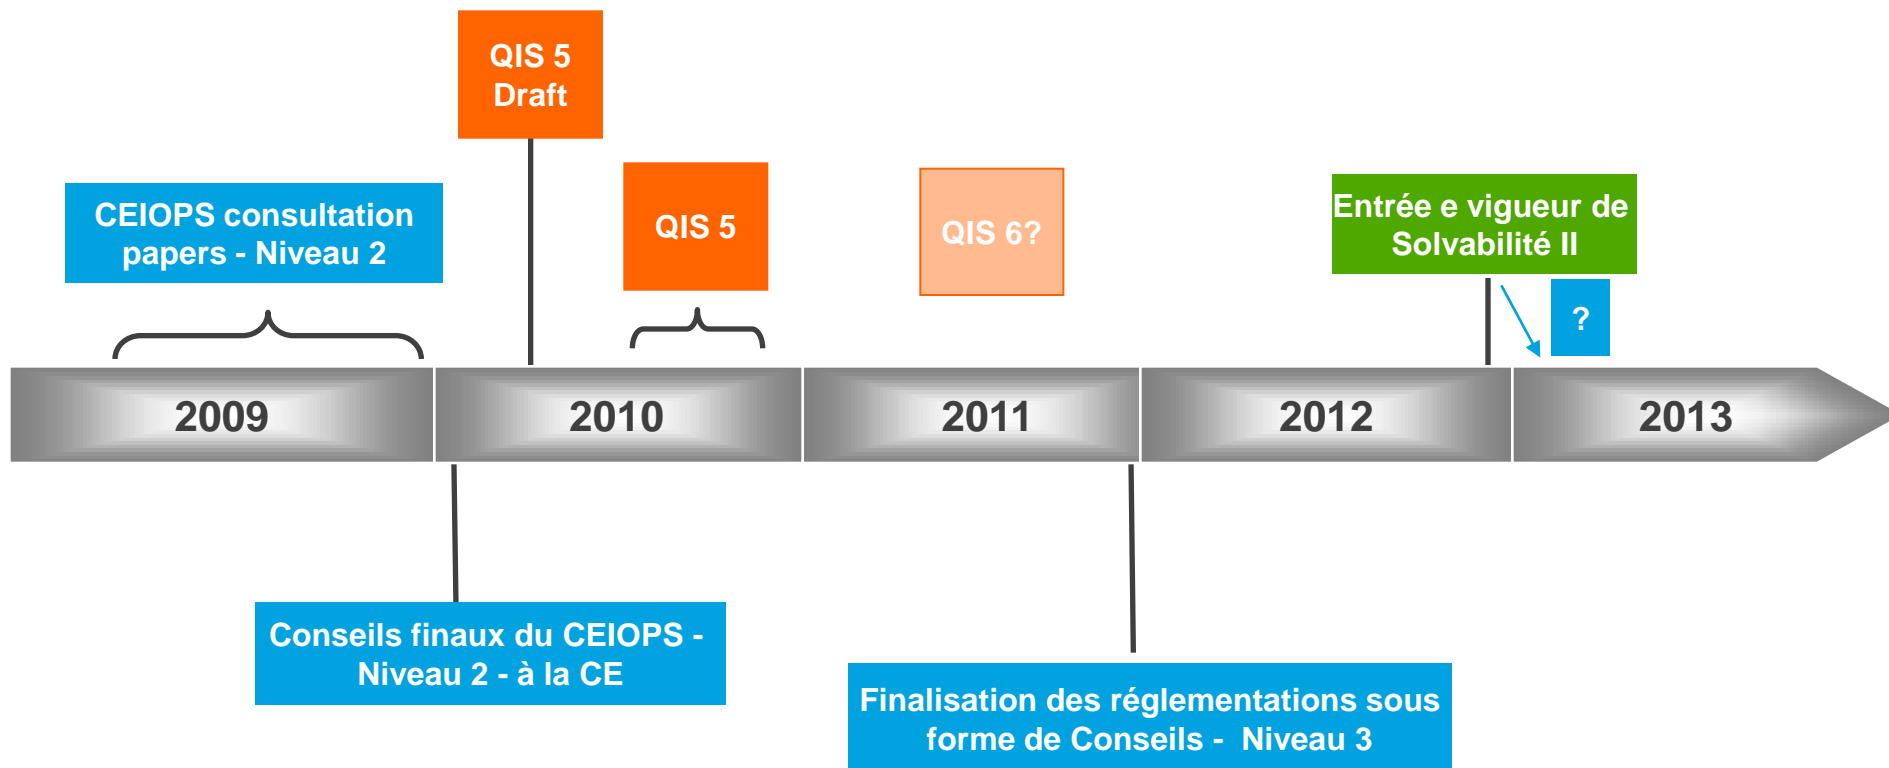 QIS 5
Draft
CEIOPS consultation
papers - Niveau 2
QIS 5
QIS 6?
Entrée e vigueur de
Solvabilité II
?
2009
2010
2011
2012
2013
Conseils finaux du CEIOPS -
Niveau 2 - à la CE
Finalisation des réglementations sous
forme de Conseils -  Niveau 3